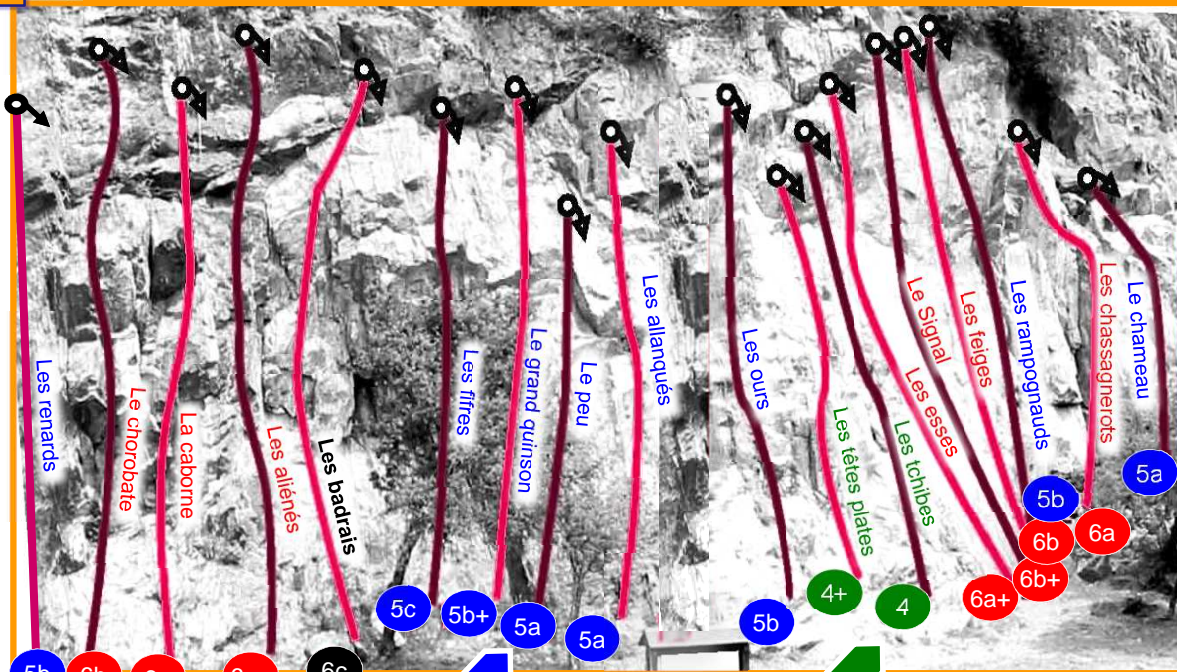 Les renards
Le chorobate
La caborne
Les aliénés
Les badrais
Les fifres
Le grand quinson
Le peu
Les allanqués
Les ours
Les têtes plates
Les tchibes
Les esses
Le Signal
Les feiges
Les rampognauds
Les chassagnerots
Le chameau
5b
5c
5b+
5a
5a
5b
4+
4
6a+
6b+
6b
5b
6a
5a